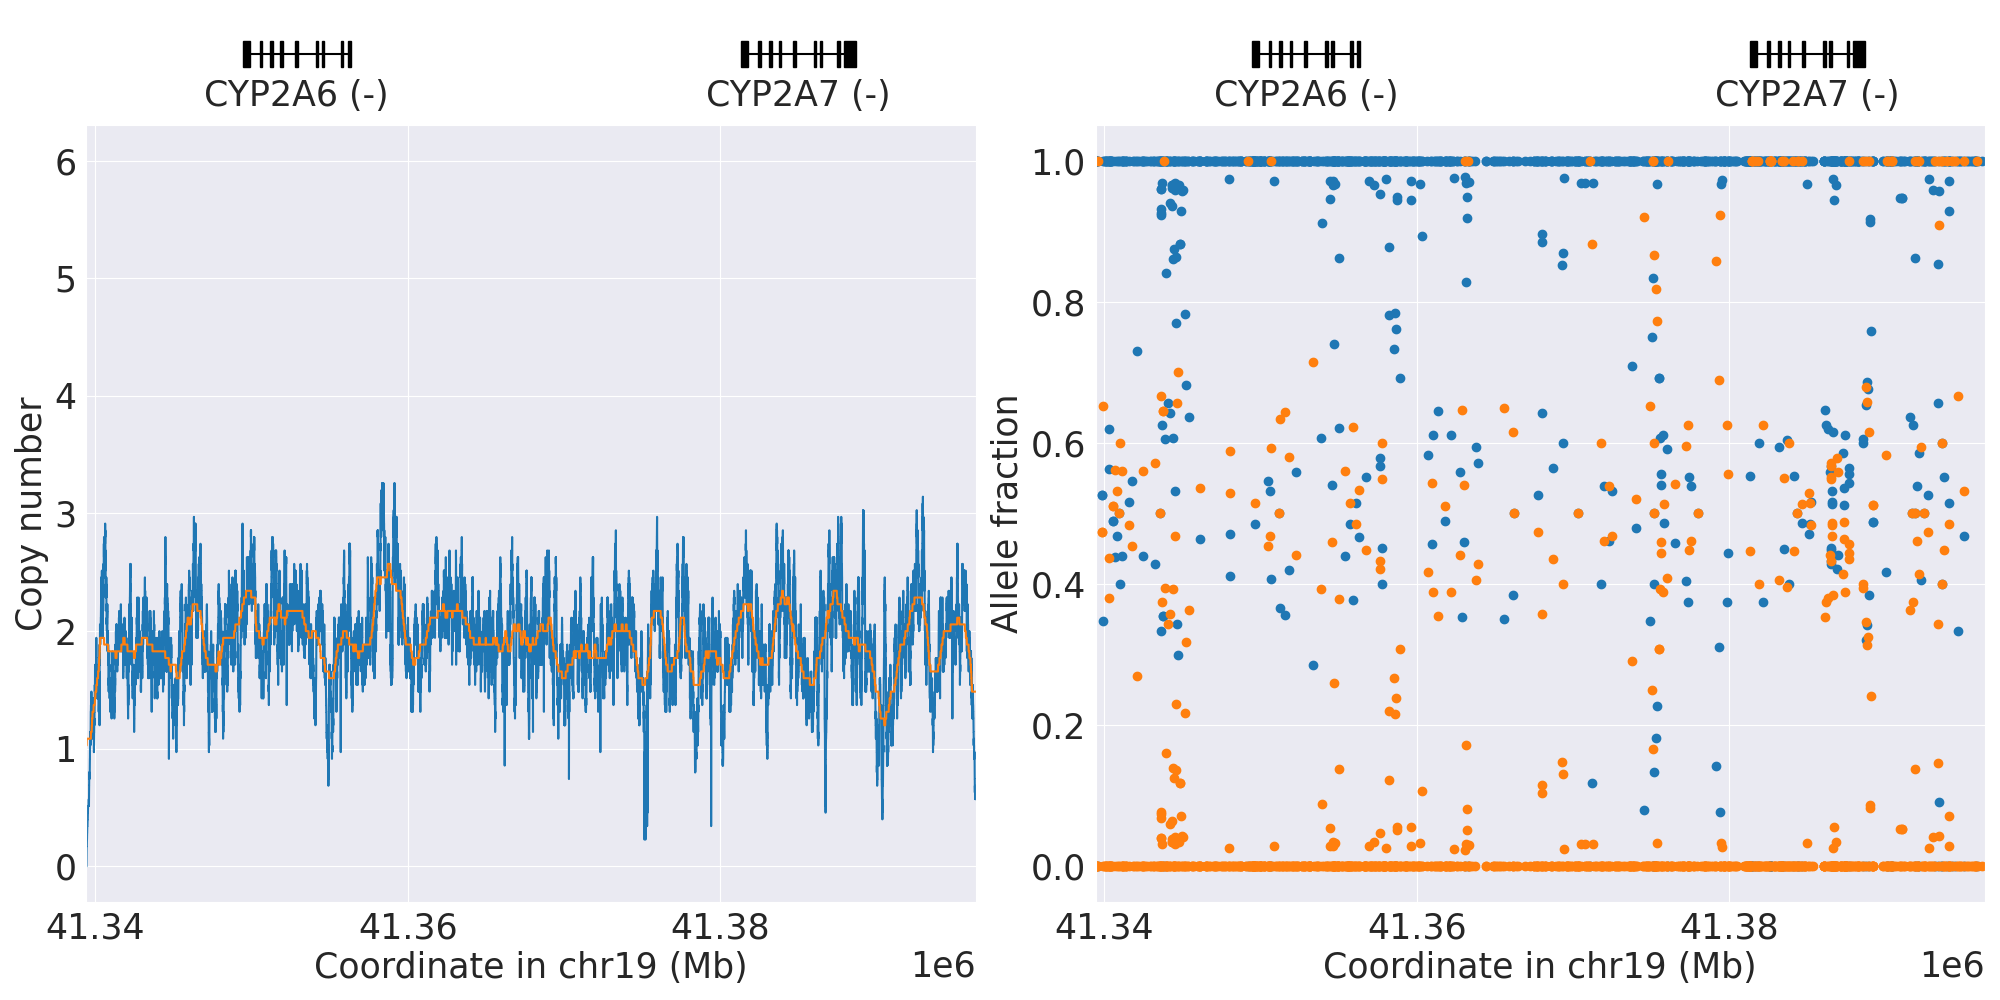 CYP2A6 (-)
CYP2A7 (-)
Copy number
6
5
4
3
2
1
0
41.34
41.36
41.38
Coordinate in chr19 (Mb)
1e6
CYP2A6 (-)
CYP2A7 (-)
Allele fraction
1.0
0.8
0.6
0.4
0.2
0.0
41.34
41.36
41.38
Coordinate in chr19 (Mb)
1e6